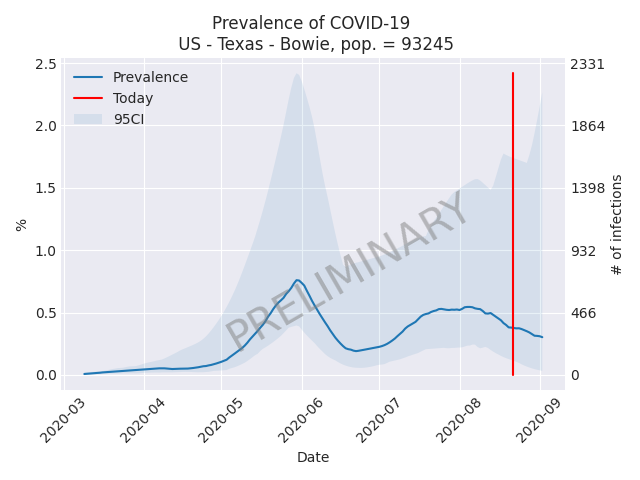 Prevalence of COVID-19
US - Texas - Bowie, pop. = 93245
Prevalence
Today
95CI
2.5
2.0
1.5
1.0
0.5
0.0
%
2331
1864
1398
932
466
0
# of infections
PRELIMINARY
2020-03
2020-04
2020-05
2020-06
2020-07
2020-08
2020-09
Date